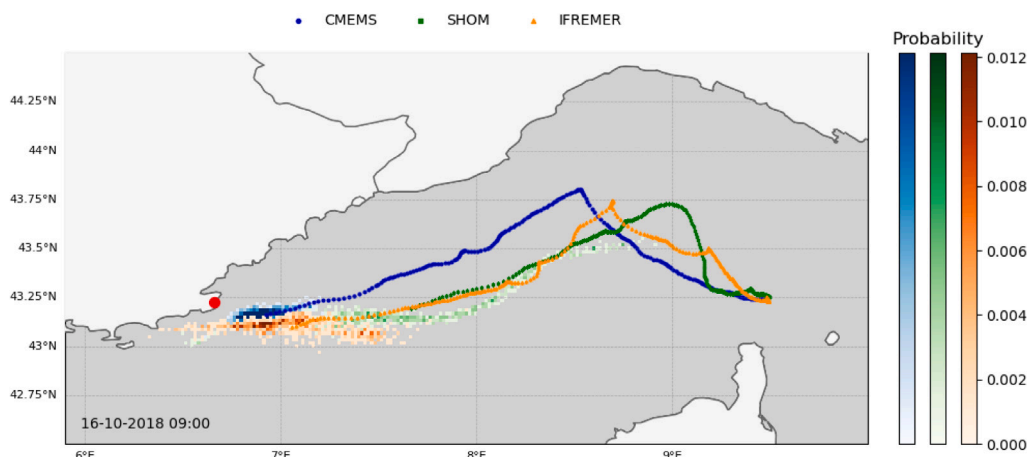 CMEMS SHOM IFREMER
Probability
44.25°N
44°N
43.75°N
43.5°N
43.25°N
43°N
42.75°N
16-10-2018 09:00
6°E 7°E 8°E 9°E
0.012
0.010
0.008
0.006
0.004
0.002
0.000